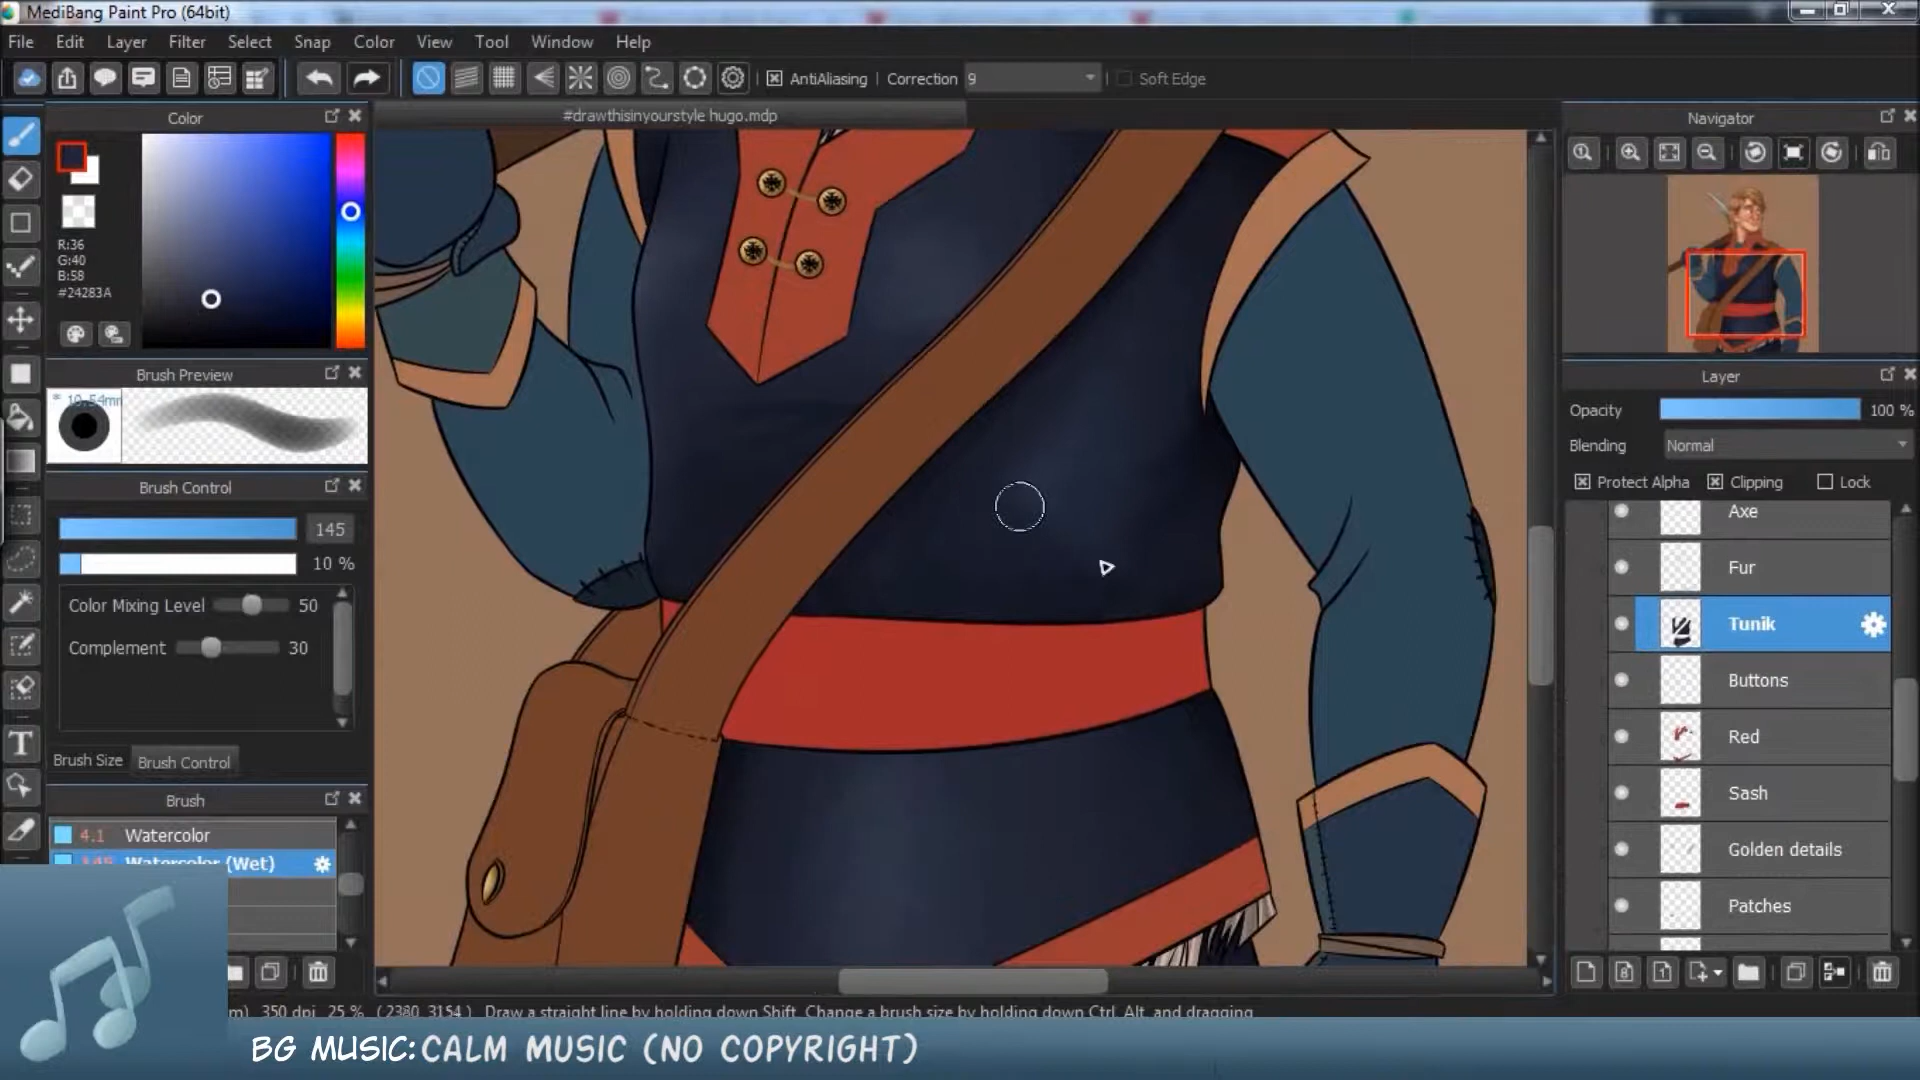 MediBang Paint Pro (64bit)
File Edit Layer Filter Select Snap Color View Tool Window Help
AntiAliasing Correction 9 Soft Edge
#drawthisinyourstyle hugo.mdp
Color
R:36
G:40
B:58
#24283A
Brush Preview
* 10.54mm
Brush Control
145
10 %
Color Mixing Level 50
Complement 30
Brush Size Brush Control
Brush
4.1 Watercolor
145 Watercolor (Wet)
Navigator
Layer
Opacity 100 %
Blending Normal
Protect Alpha Clipping Lock
Axe
Fur
Tunik
Buttons
Red
Sash
Golden details
Patches
m) 350 dpi 25 % ( 2380 3154 ) Draw a straight line by holding down Shift, Change a brush size by holding down Ctrl, Alt, and dragging
BG MUSIC: CALM MUSIC (NO COPYRIGHT)